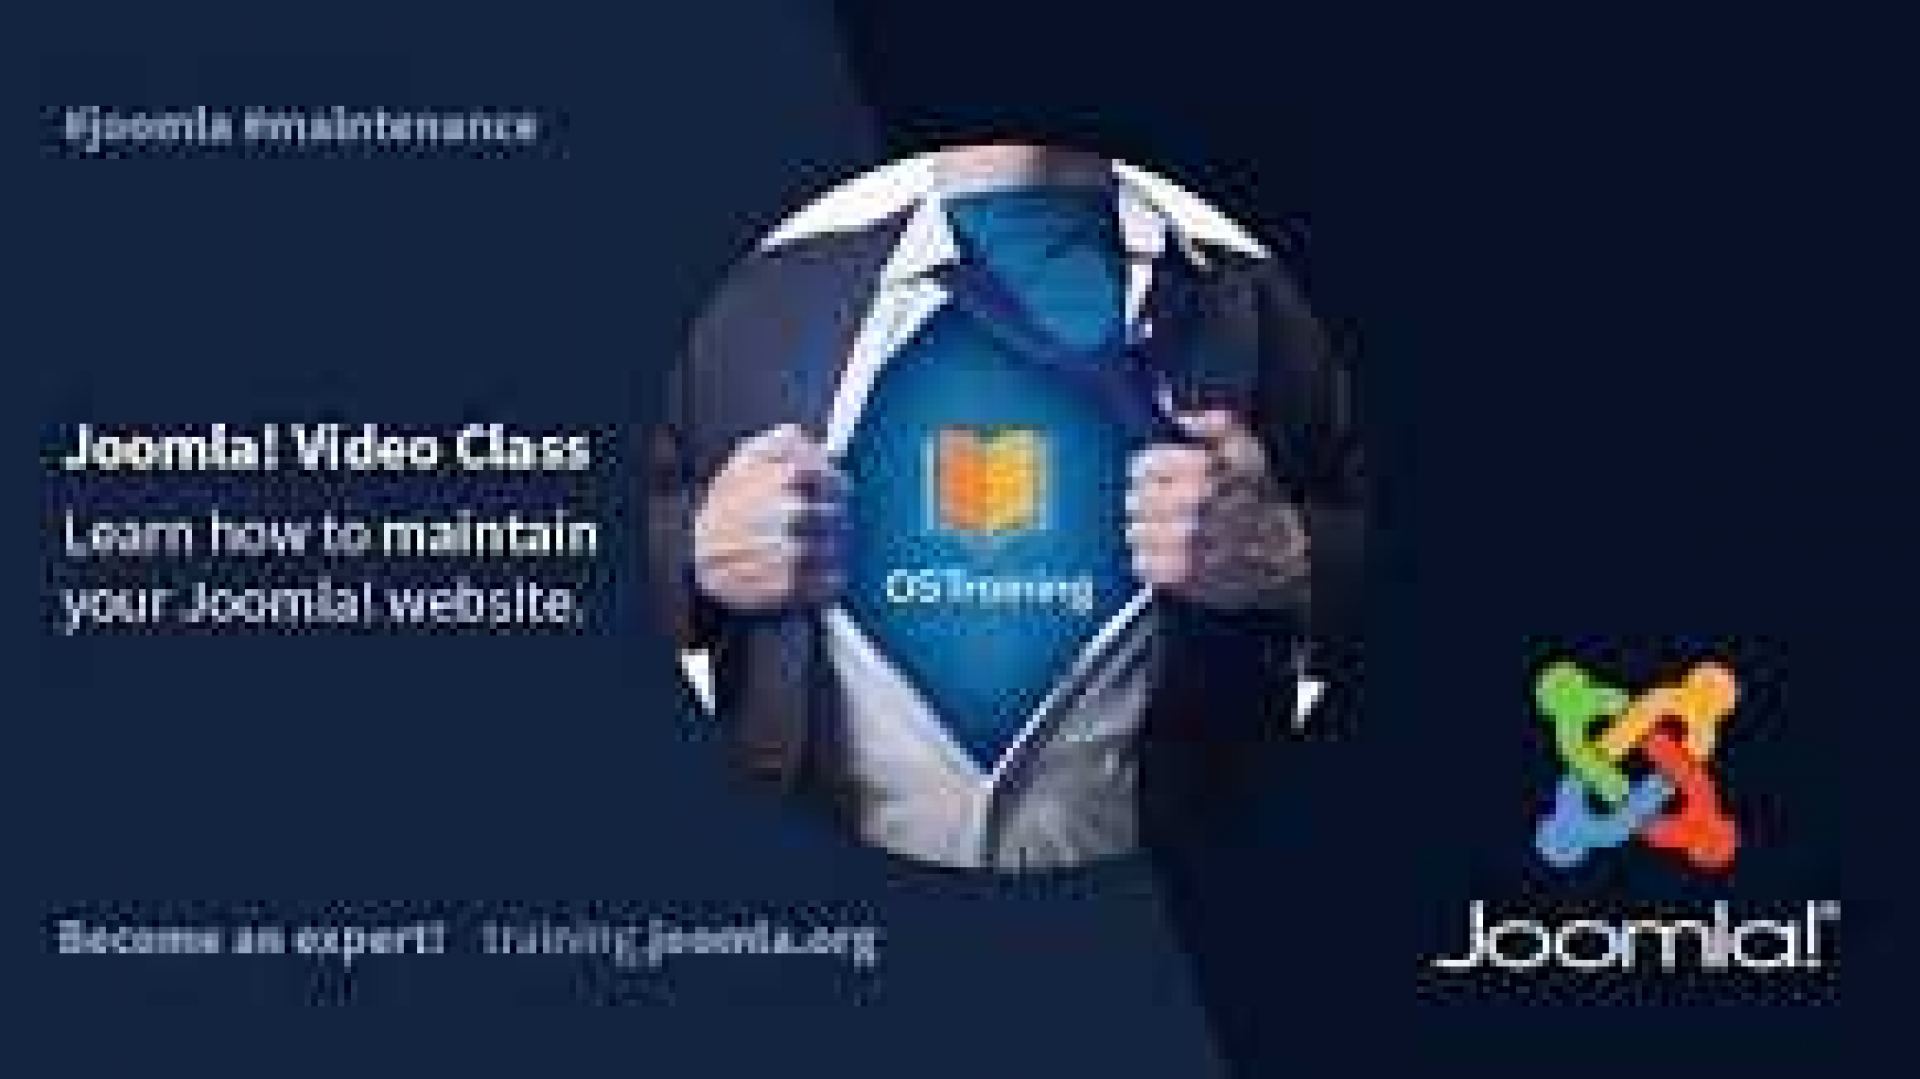 #joomla #maintenance
Joomla! Video Class
Learn how to maintain
your Joomla! website.
OSTraining
Become an expert! training.joomla.org
Joomla!